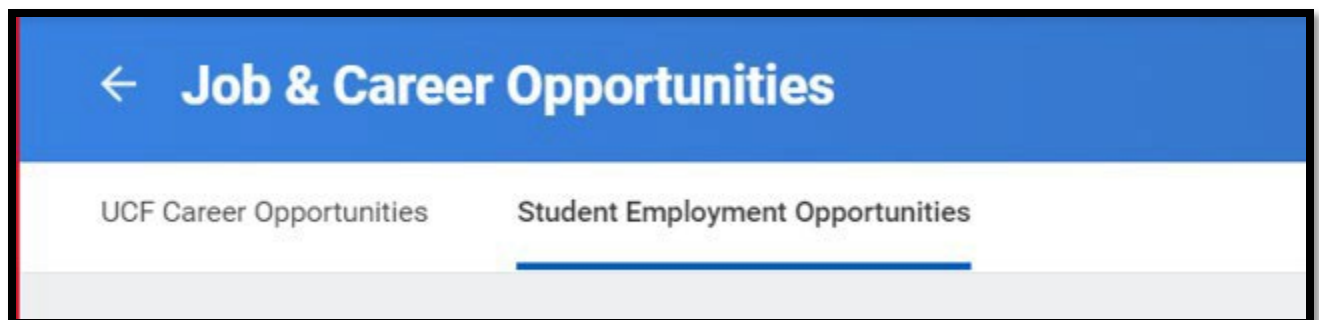 Job & Career Opportunities
UCF Career Opportunities Student Employment Opportunities